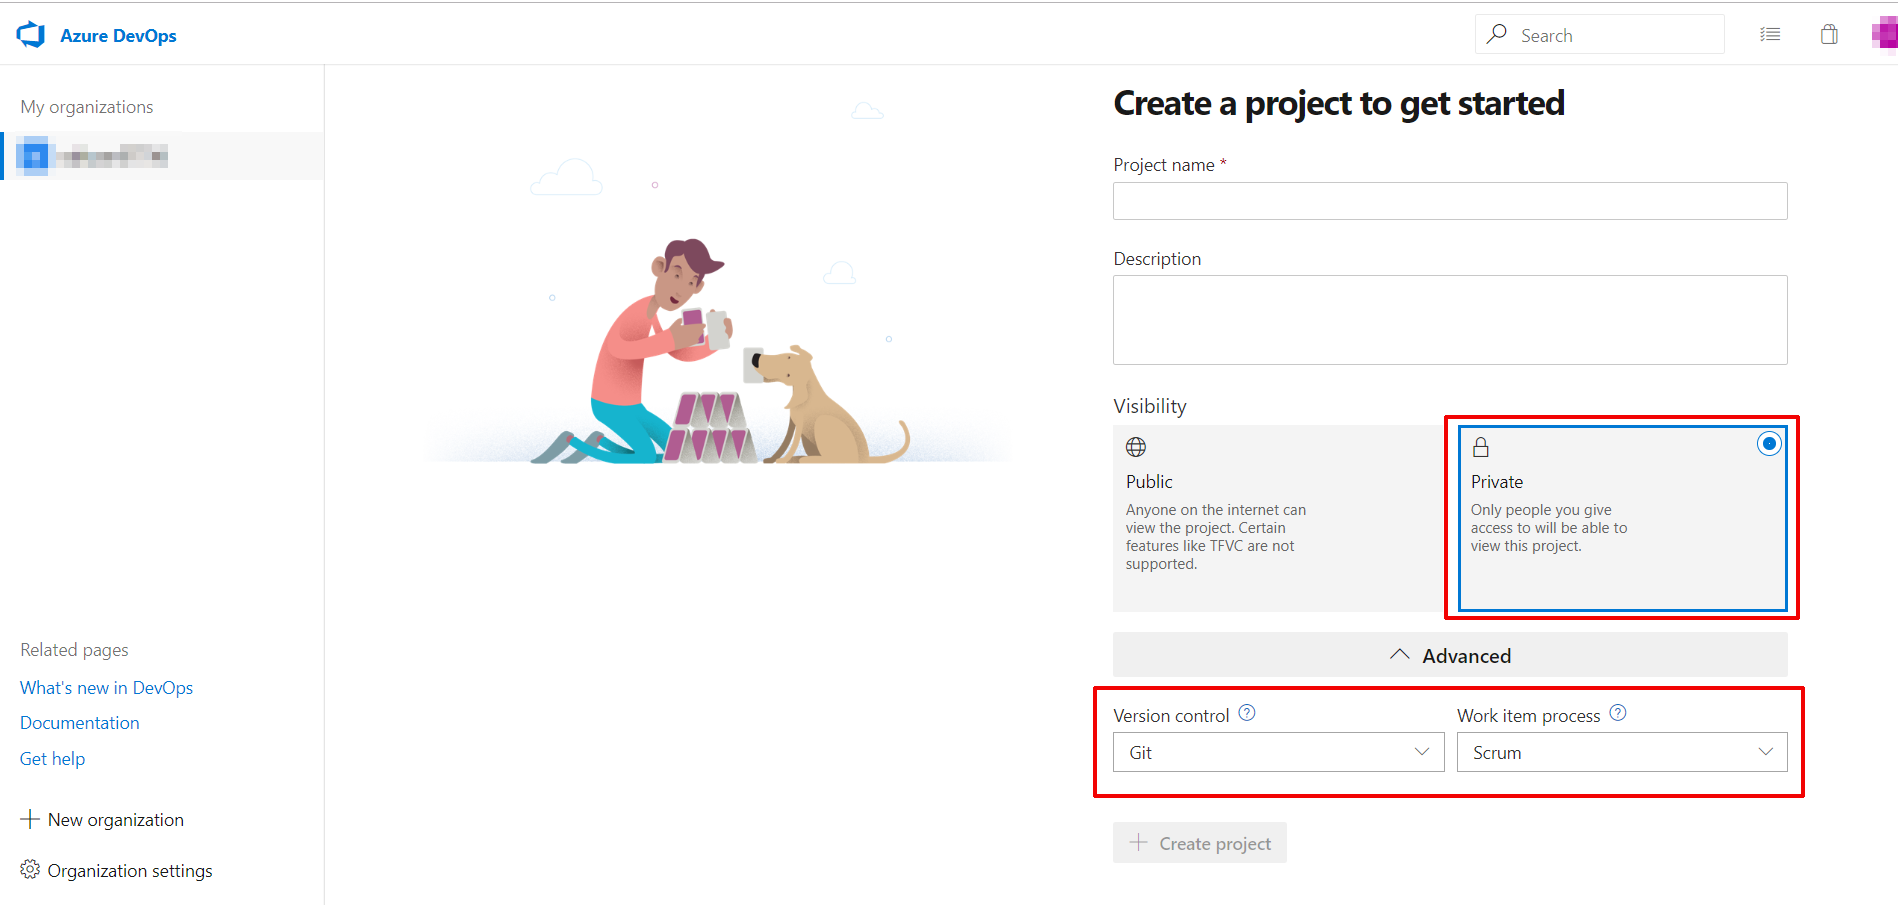 Azure DevOps
Search
My organizations
Related pages
What's new in DevOps
Documentation
Get help
New organization
Organization settings
Create a project to get started
Project name *
Description
Visibility
Public
Anyone on the internet can
view the project. Certain
features like TFVC are not
supported.
Private
Only people you give
access to will be able to
view this project.
Advanced
Version control ?
Git
Work item process ?
Scrum
Create project